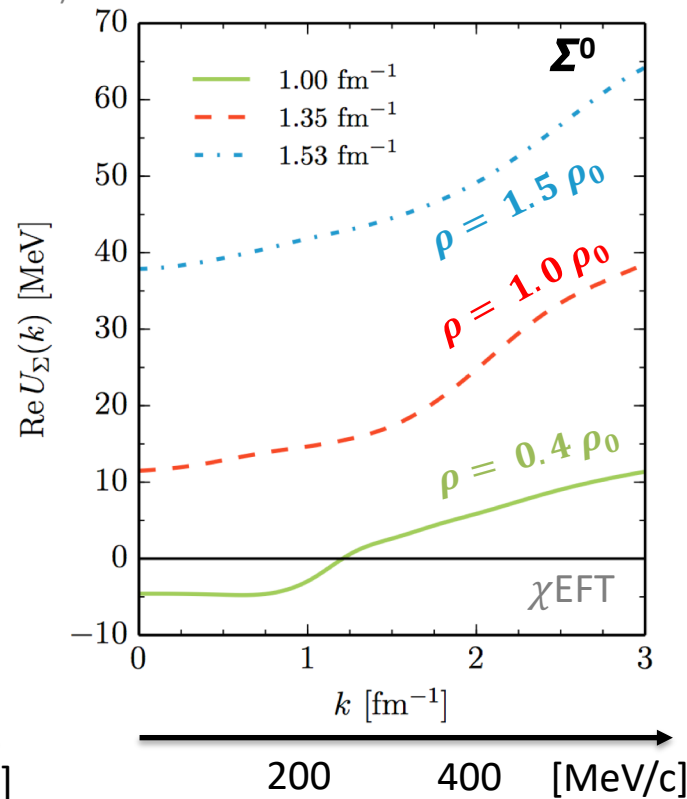 70
60
50
40
30
20
10
0
−10
Re U_Σ(k) [MeV]
Σ⁰
1.00 fm⁻¹
1.35 fm⁻¹
1.53 fm⁻¹
ρ = 1.5 ρ₀
ρ = 1.0 ρ₀
ρ = 0.4 ρ₀
χEFT
0 1 2 3
k [fm⁻¹]
] 200 400 [MeV/c]